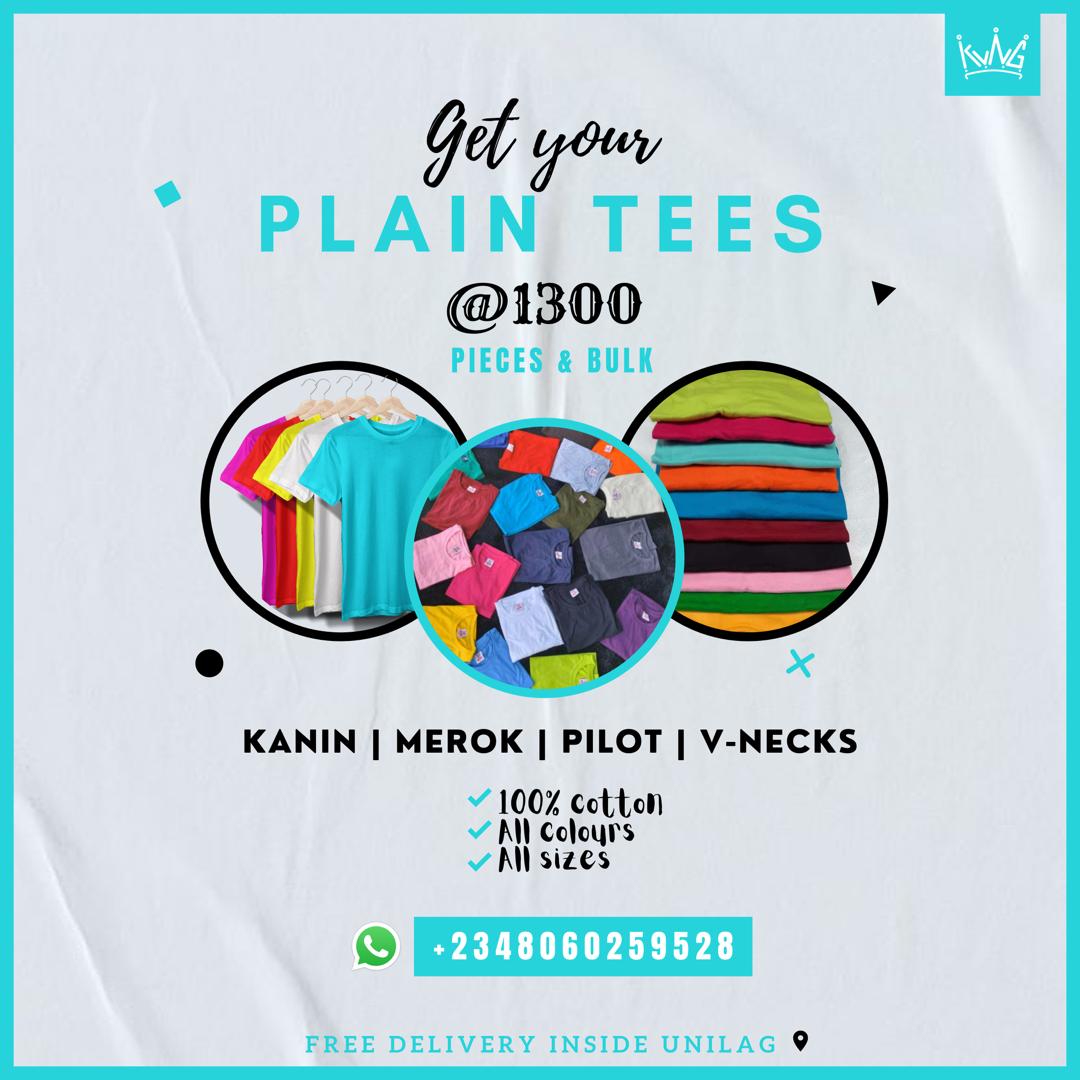 KVNG
Get your
PLAIN TEES
@1300
PIECES & BULK
KANIN | MEROK | PILOT | V-NECKS
100% cotton
All colours
All sizes
+2348060259528
FREE DELIVERY INSIDE UNILAG